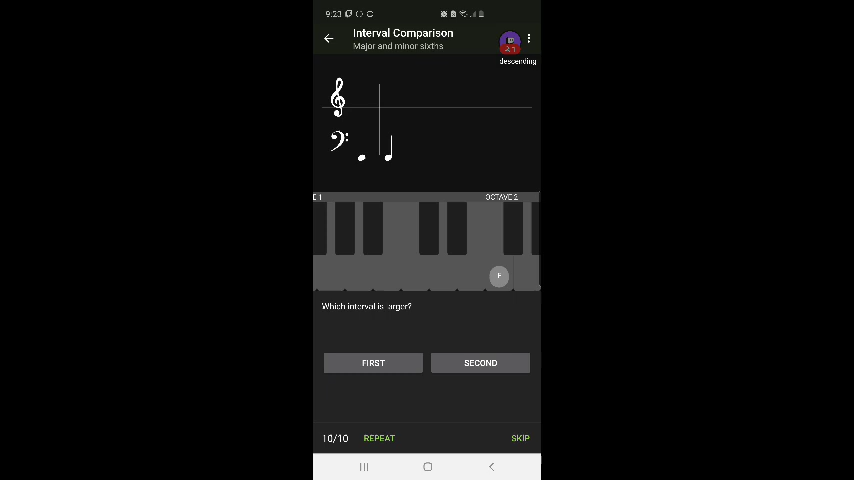 9:23
Interval Comparison
Major and minor sixths
descending
E 1
OCTAVE 2
F
Which interval is larger?
FIRST
SECOND
10/10
REPEAT
SKIP